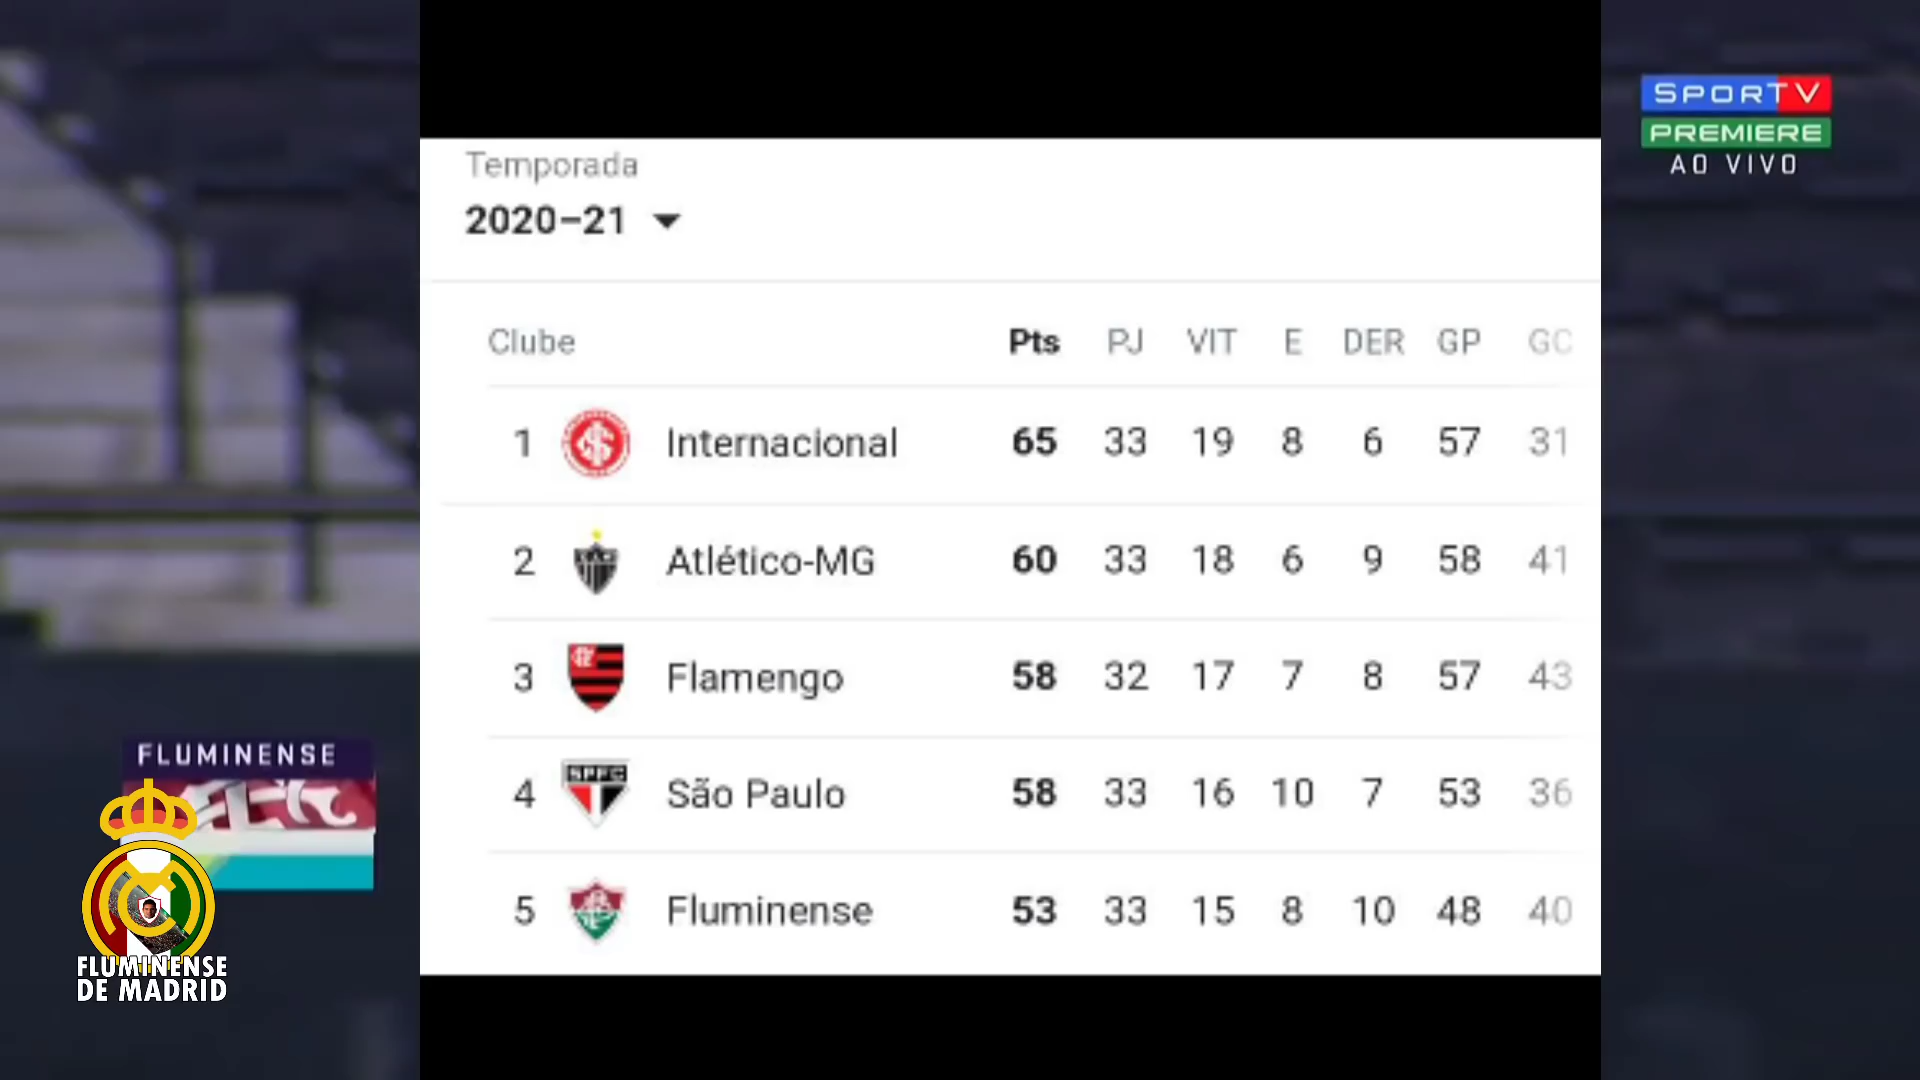 Temporada
2020–21
Clube Pts PJ VIT E DER GP GC
1 Internacional 65 33 19 8 6 57 31
2 Atlético-MG 60 33 18 6 9 58 41
3 Flamengo 58 32 17 7 8 57 43
4 SPFC São Paulo 58 33 16 10 7 53 36
5 Fluminense 53 33 15 8 10 48 40
SPORTV
PREMIERE
AO VIVO
FLUMINENSE
FLUMINENSE
DE MADRID